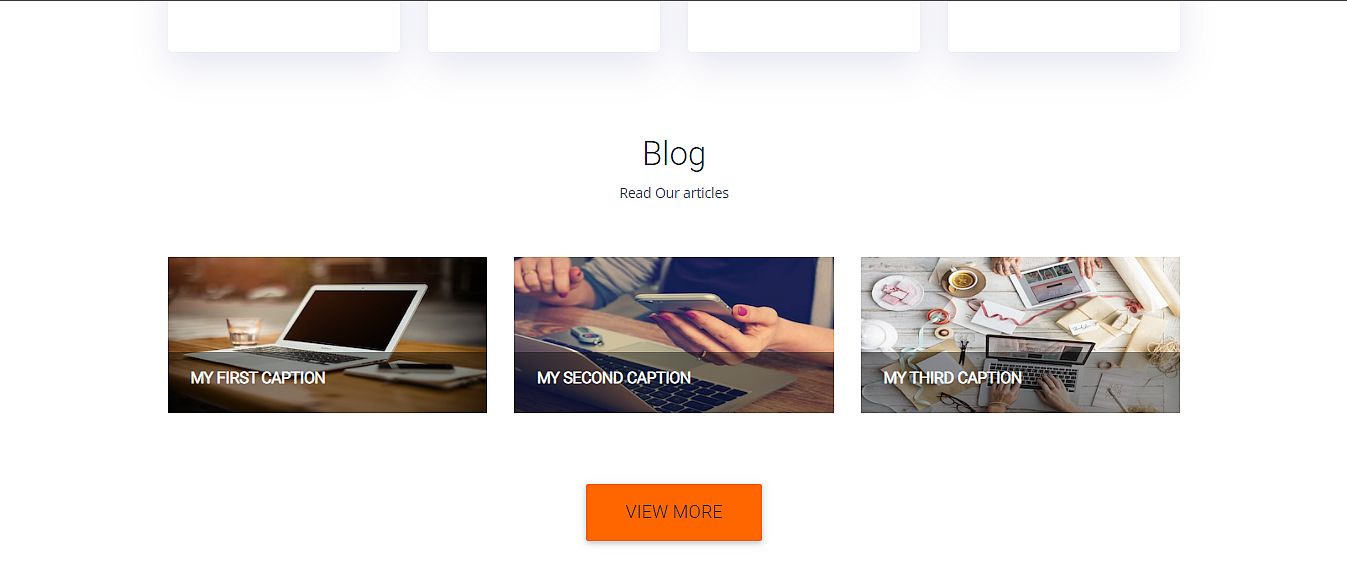 Blog
Read Our articles
MY FIRST CAPTION
MY SECOND CAPTION
MY THIRD CAPTION
VIEW MORE